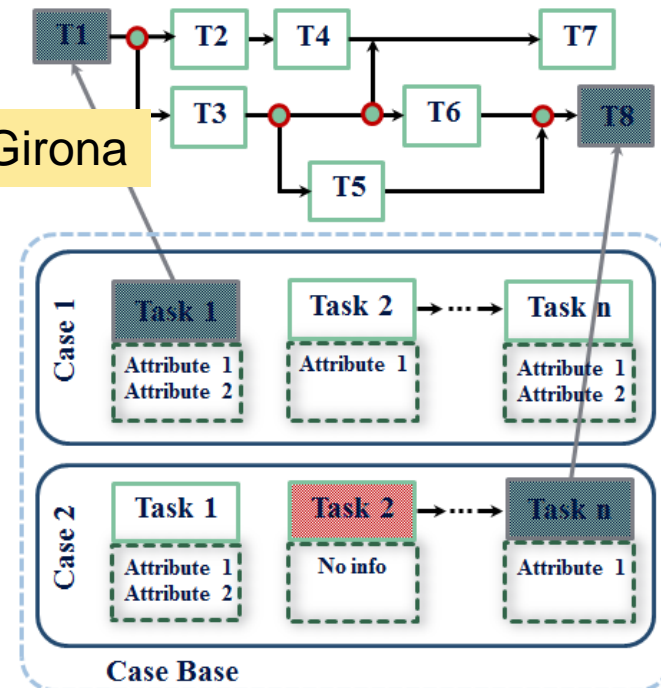 T1
T2
T4
T7
T3
T6
T8
Girona
T5
Case 1
Task 1
Task 2
Task n
Attribute 1
Attribute 2
Attribute 1
Attribute 1
Attribute 2
Case 2
Task 1
Task 2
Task n
Attribute 1
Attribute 2
No info
Attribute 1
Case Base